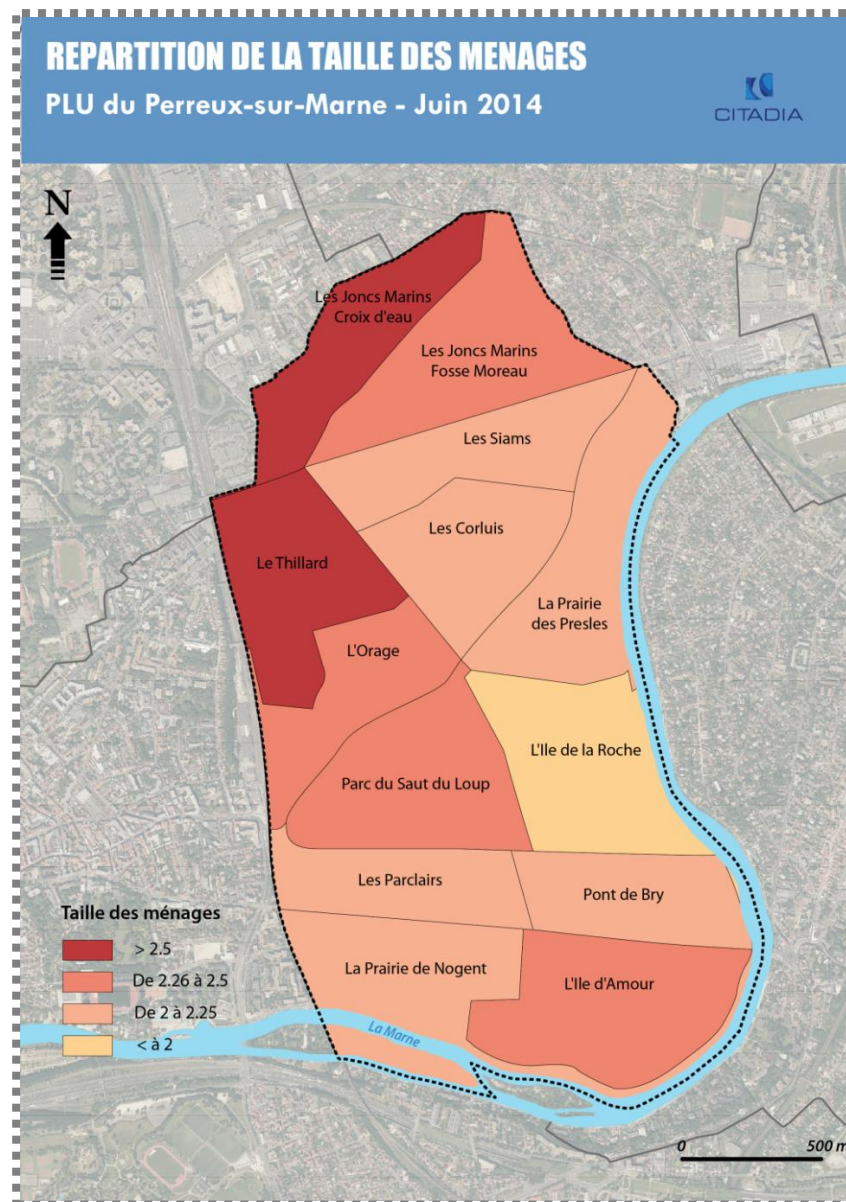 REPARTITION DE LA TAILLE DES MENAGES
PLU du Perreux-sur-Marne - Juin 2014
CITADIA
N
Les Joncs Marins
Croix d'eau
Les Joncs Marins
Fosse Moreau
Les Siams
Les Corluis
Le Thillard
La Prairie
des Presles
L'Orage
L'Ile de la Roche
Parc du Saut du Loup
Les Parclairs
Pont de Bry
La Prairie de Nogent
L'Ile d'Amour
La Marne
Taille des ménages
> 2.5
De 2.26 à 2.5
De 2 à 2.25
< à 2
0 500 m